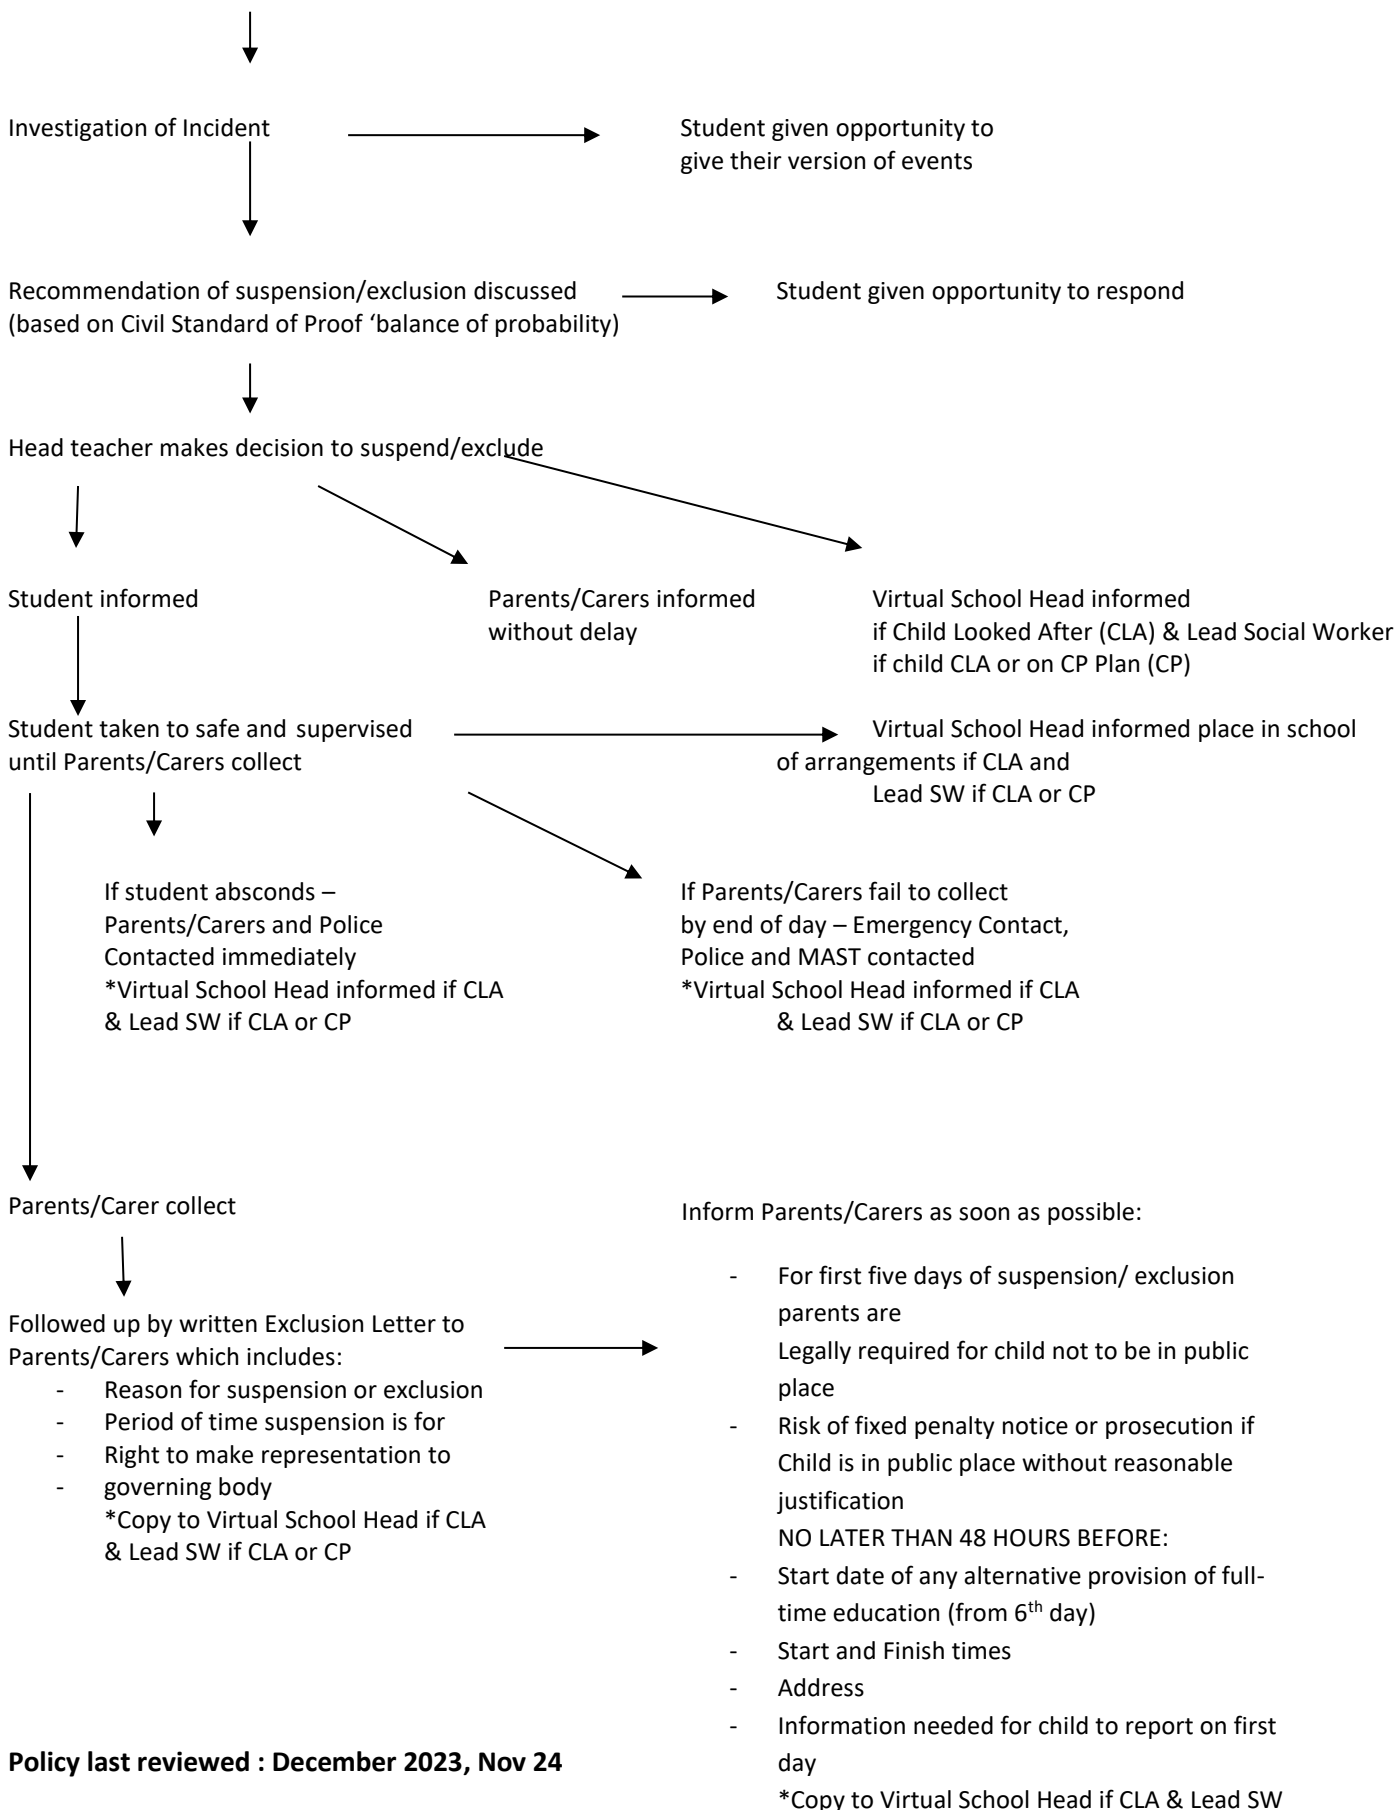 Investigation of Incident
Student given opportunity to
give their version of events
Recommendation of suspension/exclusion discussed
(based on Civil Standard of Proof ‘balance of probability)
Student given opportunity to respond
Head teacher makes decision to suspend/exclude
Student informed
Parents/Carers informed
without delay
Virtual School Head informed
if Child Looked After (CLA) & Lead Social Worker
if child CLA or on CP Plan (CP)
Student taken to safe and supervised
until Parents/Carers collect
Virtual School Head informed place in school
of arrangements if CLA and
Lead SW if CLA or CP
If student absconds –
Parents/Carers and Police
Contacted immediately
*Virtual School Head informed if CLA
& Lead SW if CLA or CP
If Parents/Carers fail to collect
by end of day – Emergency Contact,
Police and MAST contacted
*Virtual School Head informed if CLA
& Lead SW if CLA or CP
Parents/Carer collect
Followed up by written Exclusion Letter to
Parents/Carers which includes:
- Reason for suspension or exclusion
- Period of time suspension is for
- Right to make representation to
- governing body
*Copy to Virtual School Head if CLA
& Lead SW if CLA or CP
Inform Parents/Carers as soon as possible:
- For first five days of suspension/ exclusion
parents are
Legally required for child not to be in public
place
- Risk of fixed penalty notice or prosecution if
Child is in public place without reasonable
justification
NO LATER THAN 48 HOURS BEFORE:
- Start date of any alternative provision of full-
time education (from 6th day)
- Start and Finish times
- Address
- Information needed for child to report on first
day
*Copy to Virtual School Head if CLA & Lead SW
Policy last reviewed : December 2023, Nov 24